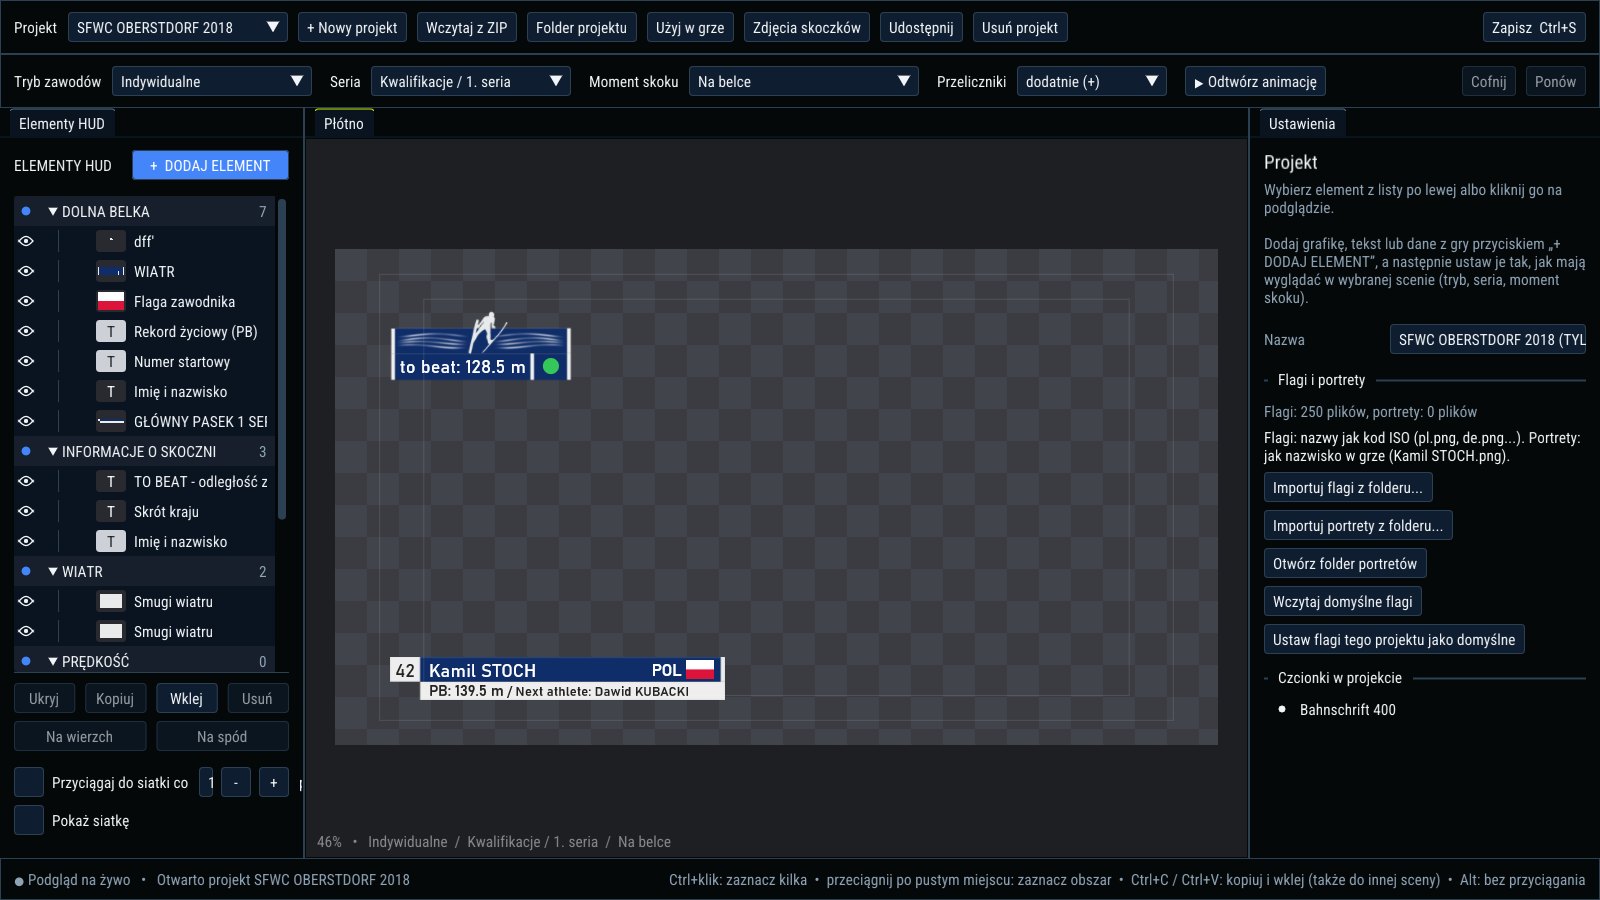 Projekt SFWC OBERSTDORF 2018 + Nowy projekt Wczytaj z ZIP Folder projektu Użyj w grze Zdjęcia skoczków Udostępnij Usuń projekt Zapisz Ctrl+S
Tryb zawodów Indywidualne Seria Kwalifikacje / 1. seria Moment skoku Na belce Przeliczniki dodatnie (+) Odtwórz animację Cofnij Ponów
Elementy HUD
ELEMENTY HUD + DODAJ ELEMENT
DOLNA BELKA 7
dff'
WIATR
Flaga zawodnika
T Rekord życiowy (PB)
T Numer startowy
T Imię i nazwisko
GŁÓWNY PASEK 1 SEI
INFORMACJE O SKOCZNI 3
T TO BEAT - odległość z
T Skrót kraju
T Imię i nazwisko
WIATR 2
Smugi wiatru
Smugi wiatru
PRĘDKOŚĆ 0
Ukryj Kopiuj Wklej Usuń
Na wierzch Na spód
Przyciągaj do siatki co 1 - +
Pokaż siatkę
Płótno
to beat: 128.5 m
42 Kamil STOCH POL
PB: 139.5 m / Next athlete: Dawid KUBACKI
46% • Indywidualne / Kwalifikacje / 1. seria / Na belce
Ustawienia
Projekt
Wybierz element z listy po lewej albo kliknij go na
podglądzie.
Dodaj grafikę, tekst lub dane z gry przyciskiem „+
DODAJ ELEMENT”, a następnie ustaw je tak, jak mają
wyglądać w wybranej scenie (tryb, seria, moment
skoku).
Nazwa SFWC OBERSTDORF 2018 (TYL
Flagi i portrety
Flagi: 250 plików, portrety: 0 plików
Flagi: nazwy jak kod ISO (pl.png, de.png...). Portrety:
jak nazwisko w grze (Kamil STOCH.png).
Importuj flagi z folderu...
Importuj portrety z folderu...
Otwórz folder portretów
Wczytaj domyślne flagi
Ustaw flagi tego projektu jako domyślne
Czcionki w projekcie
• Bahnschrift 400
● Podgląd na żywo • Otwarto projekt SFWC OBERSTDORF 2018 Ctrl+klik: zaznacz kilka • przeciągnij po pustym miejscu: zaznacz obszar • Ctrl+C / Ctrl+V: kopiuj i wklej (także do innej sceny) • Alt: bez przyciągania